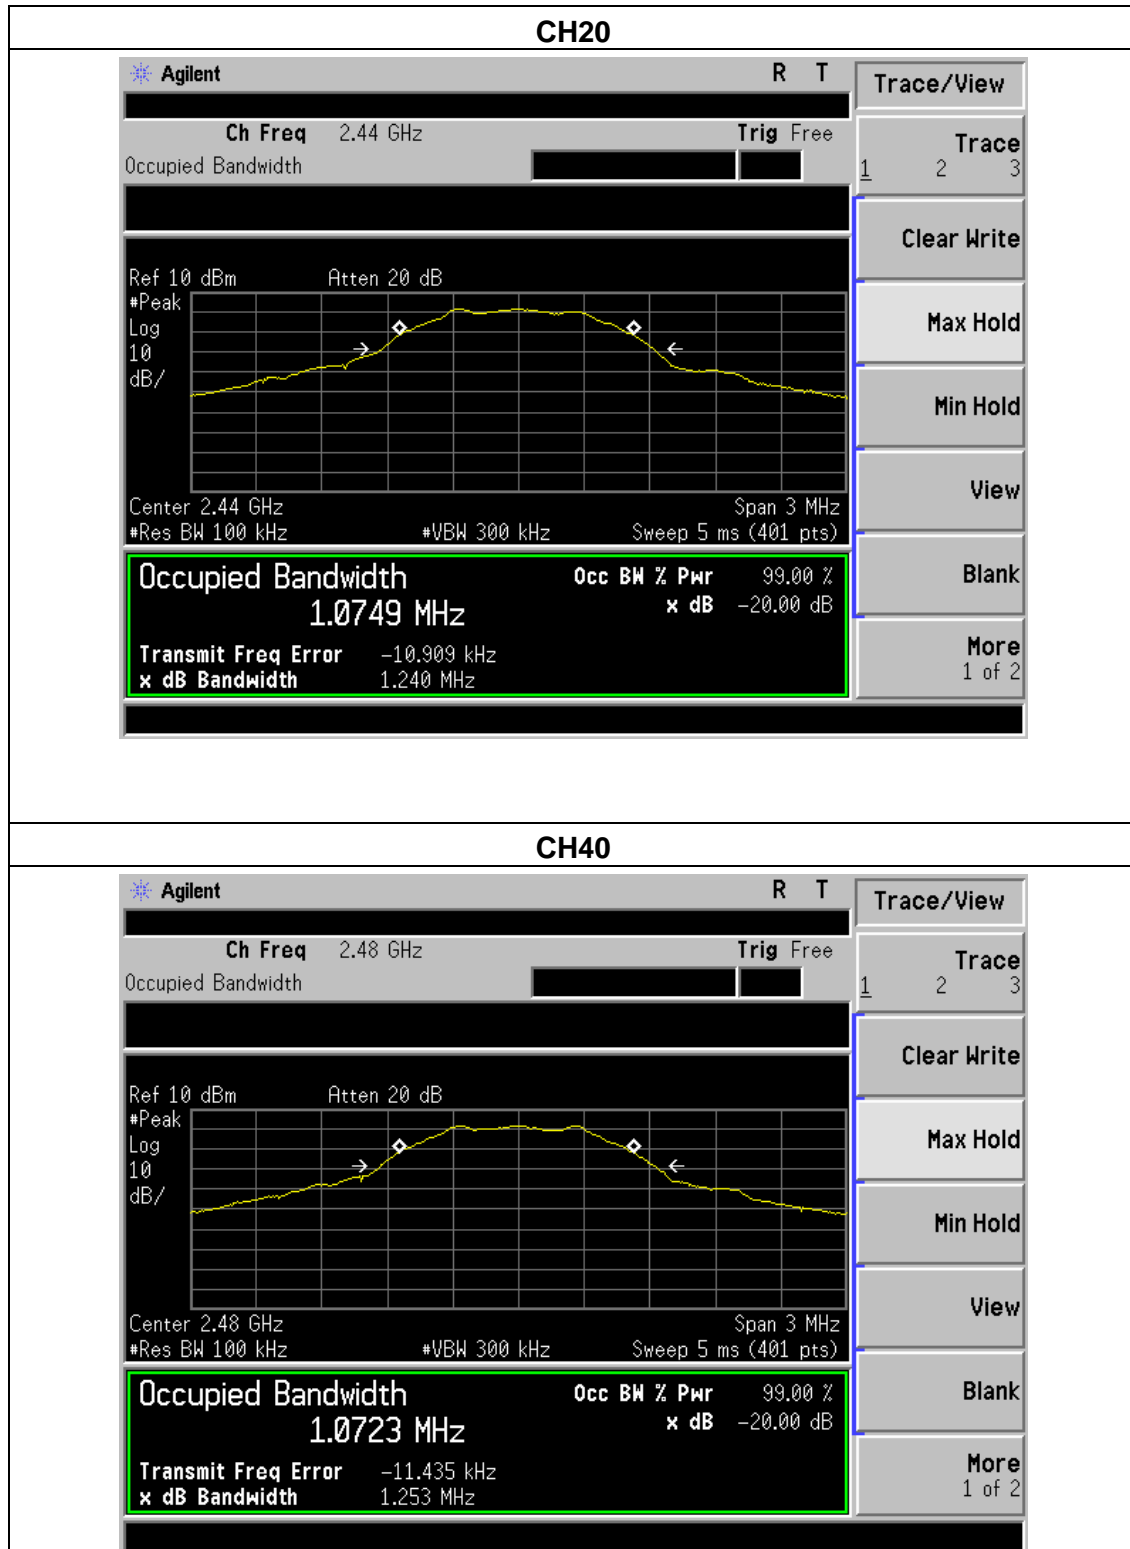 CH20
Agilent R T
Trace/View
Ch Freq 2.44 GHz Trig Free
Occupied Bandwidth
Trace
1 2 3
Clear Write
Ref 10 dBm Atten 20 dB
#Peak
Log
10
dB/
Max Hold
Min Hold
View
Center 2.44 GHz Span 3 MHz
#Res BW 100 kHz #VBW 300 kHz Sweep 5 ms (401 pts)
Occupied Bandwidth Occ BW % Pwr 99.00 %
1.0749 MHz x dB -20.00 dB
Blank
Transmit Freq Error -10.909 kHz
x dB Bandwidth 1.240 MHz
More
1 of 2
CH40
Agilent R T
Trace/View
Ch Freq 2.48 GHz Trig Free
Occupied Bandwidth
Trace
1 2 3
Clear Write
Ref 10 dBm Atten 20 dB
#Peak
Log
10
dB/
Max Hold
Min Hold
View
Center 2.48 GHz Span 3 MHz
#Res BW 100 kHz #VBW 300 kHz Sweep 5 ms (401 pts)
Occupied Bandwidth Occ BW % Pwr 99.00 %
1.0723 MHz x dB -20.00 dB
Blank
Transmit Freq Error -11.435 kHz
x dB Bandwidth 1.253 MHz
More
1 of 2